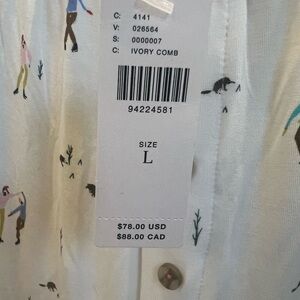 C: 4141
V: 026564
S: 0000007
C: IVORY COMB
94224581
SIZE
L
$78.00 USD
$88.00 CAD